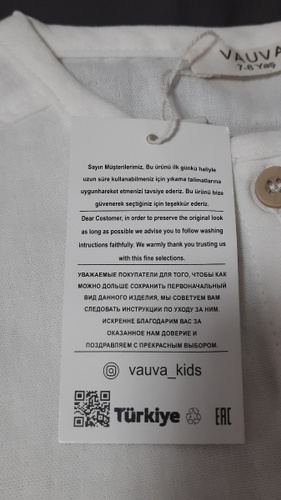 VAUVA
7-8 Yaş
Sayın Müşterilerimiz, Bu ürünü ilk günkü haliyle
uzun süre kullanabilmeniz için yıkama talimatlarına
uygunhareket etmenizi tavsiye ederiz. Bu ürünü bize
güvenerek seçtiğiniz için teşekkür ederiz.
Dear Costomer, in order to preserve the original look
as long as possible we advise you to follow washing
intructions faithfully. We warmly thank you trusting us
with this fine selections.
УВАЖАЕМЫЕ ПОКУПАТЕЛИ ДЛЯ ТОГО, ЧТОБЫ КАК
МОЖНО ДОЛЬШЕ СОХРАНИТЬ ПЕРВОНАЧАЛЬНЫЙ
ВИД ДАННОГО ИЗДЕЛИЯ, МЫ СОВЕТУЕМ ВАМ
СЛЕДОВАТЬ ИНСТРУКЦИИ ПО УХОДУ ЗА НИМ.
ИСКРЕННЕ БЛАГОДАРИМ ВАС ЗА
ОКАЗАННОЕ НАМ ДОВЕРИЕ И
ПОЗДРАВЛЯЕМ С ПРЕКРАСНЫМ ВЫБОРОМ.
vauva_kids
Türkiye EAC